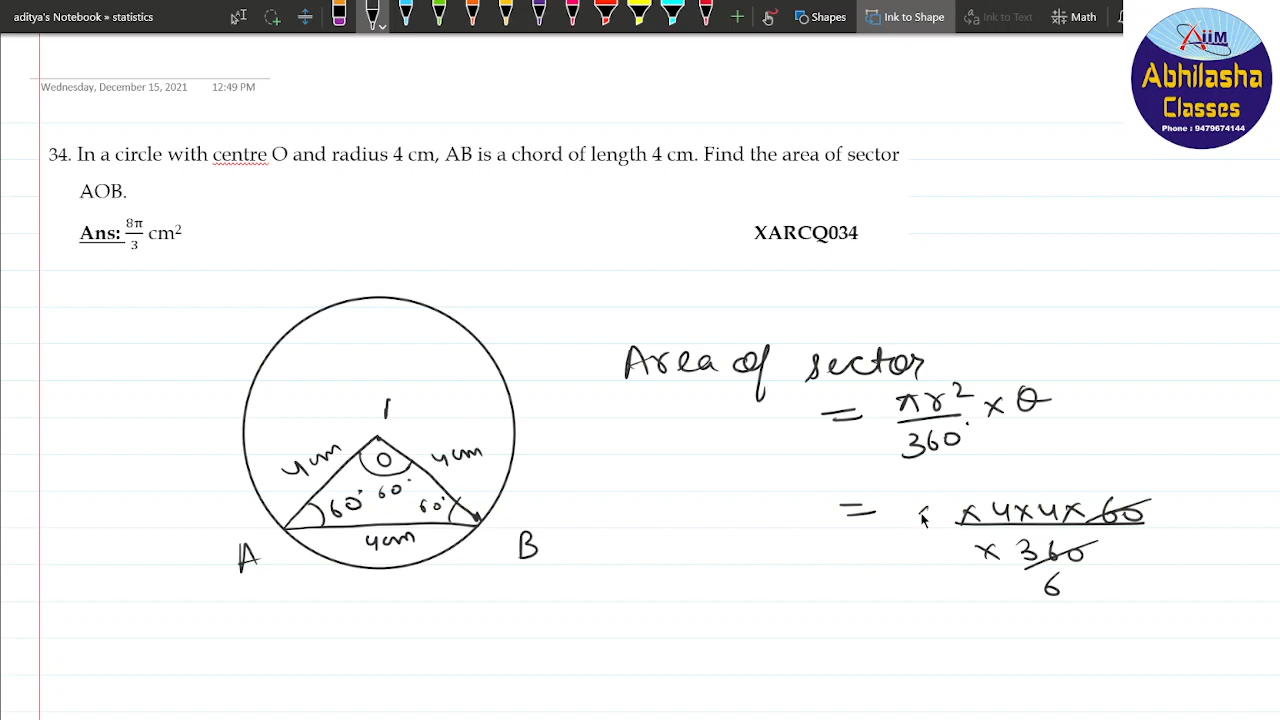 aditya's Notebook » statistics
Shapes
Ink to Shape
Ink to Text
Math
AiiM
Abhilasha
Classes
Phone : 9479674144
Wednesday, December 15, 2021 12:49 PM
34. In a circle with centre O and radius 4 cm, AB is a chord of length 4 cm. Find the area of sector
AOB.
Ans: 8π/3 cm²
XARCQ034
Area of sector
= πr²/360° × θ
= × 4 × 4 × 60
× 360
6
4cm
O
4cm
60°
60°
60°
4cm
A
B